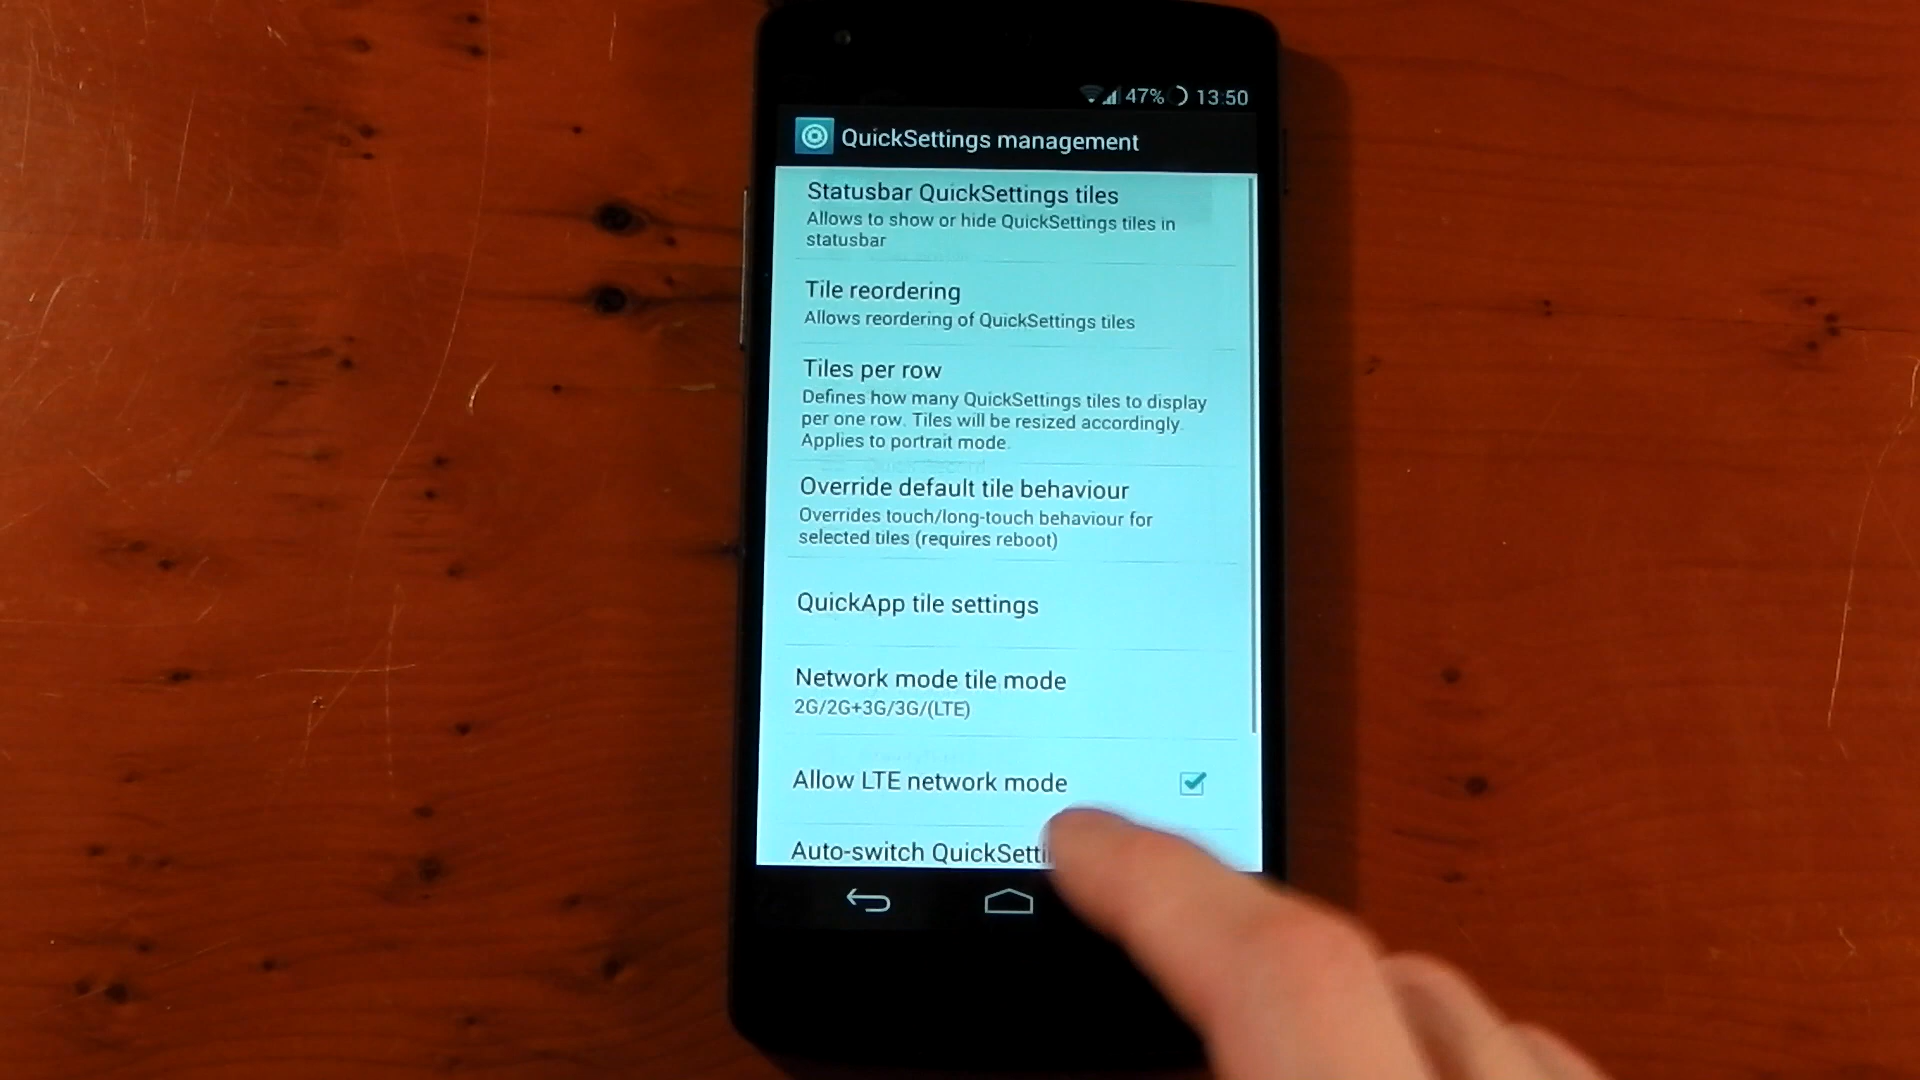 47% 13:50
QuickSettings management
Statusbar QuickSettings tiles
Allows to show or hide QuickSettings tiles in
statusbar
Tile reordering
Allows reordering of QuickSettings tiles
Tiles per row
Defines how many QuickSettings tiles to display
per one row. Tiles will be resized accordingly.
Applies to portrait mode.
Override default tile behaviour
Overrides touch/long-touch behaviour for
selected tiles (requires reboot)
QuickApp tile settings
Network mode tile mode
2G/2G+3G/3G/(LTE)
Allow LTE network mode
Auto-switch